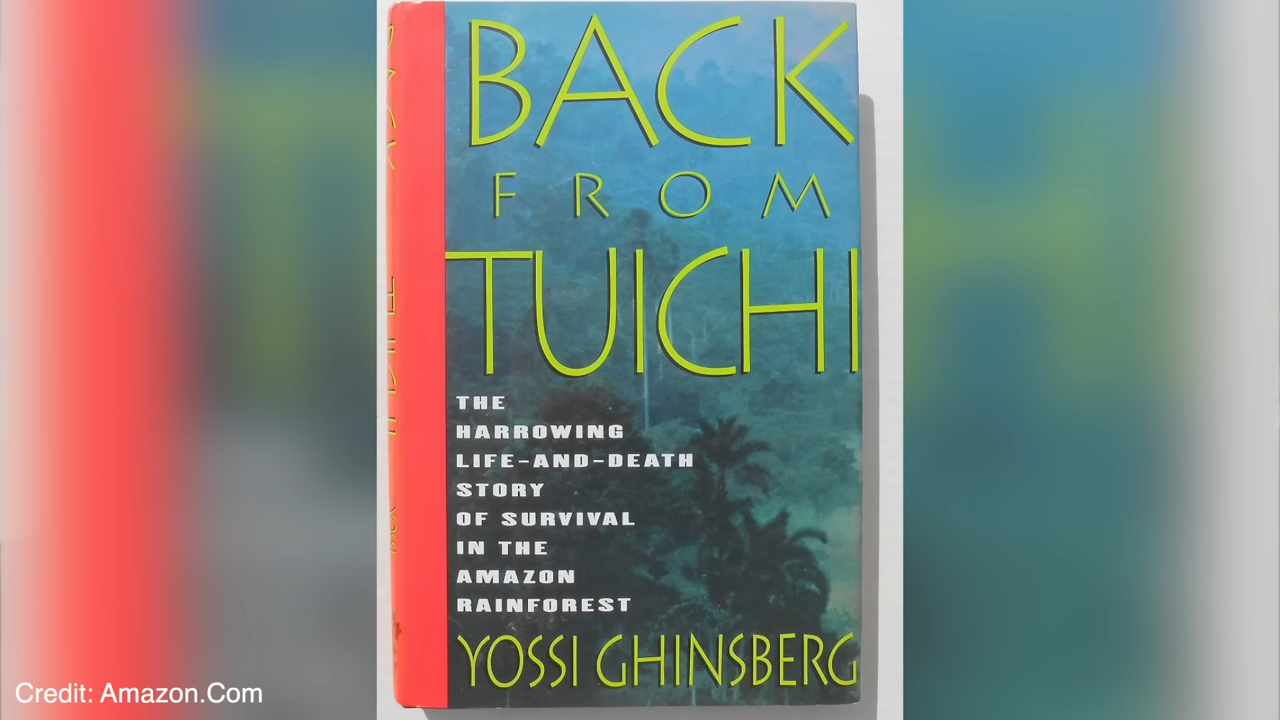 BACK
FROM
TUICHI
THE
HARROWING
LIFE-AND-DEATH
STORY
OF SURVIVAL
IN THE
AMAZON
RAINFOREST
YOSSI GHINSBERG
Credit: Amazon.Com